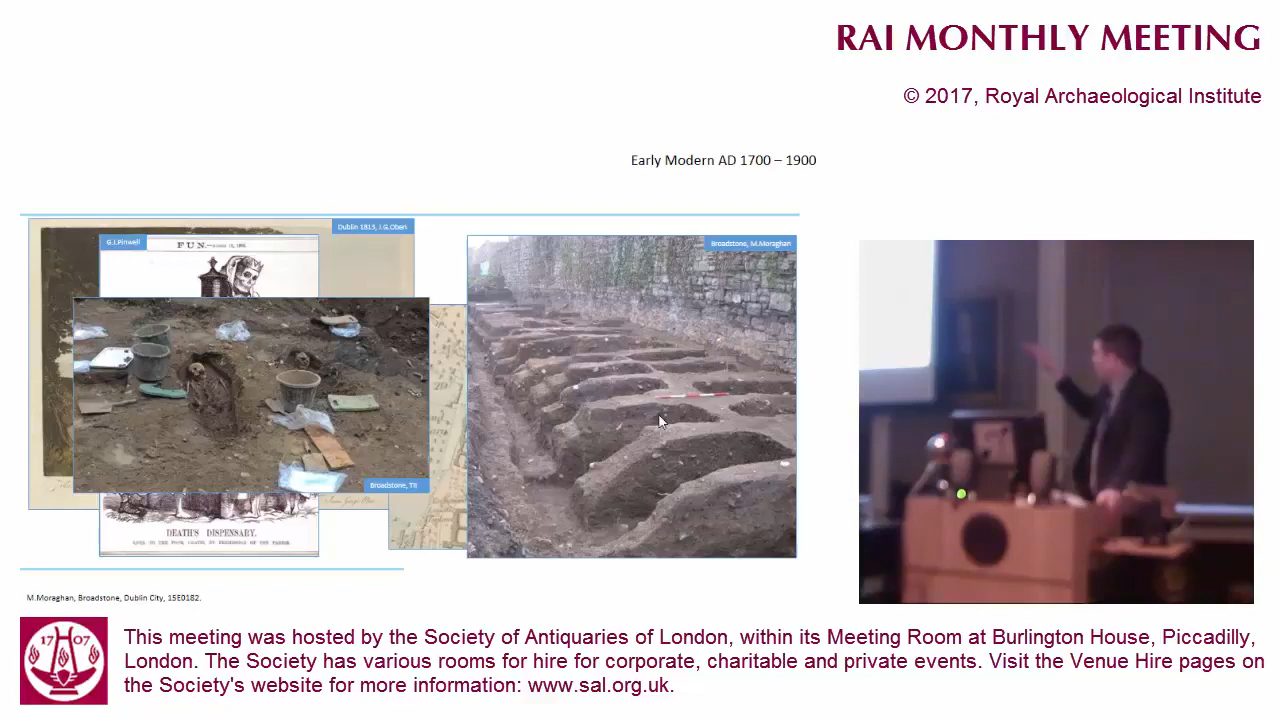 RAI MONTHLY MEETING
© 2017, Royal Archaeological Institute
Early Modern AD 1700 – 1900
Dublin 1815, J.G.Oben
G.J.Pinwell
FUN.
Broadstone, M.Moraghan
Broadstone, TII
DEATH'S DISPENSARY.
M.Moraghan, Broadstone, Dublin City, 15E0182.
1707
This meeting was hosted by the Society of Antiquaries of London, within its Meeting Room at Burlington House, Piccadilly,
London. The Society has various rooms for hire for corporate, charitable and private events. Visit the Venue Hire pages on
the Society's website for more information: www.sal.org.uk.